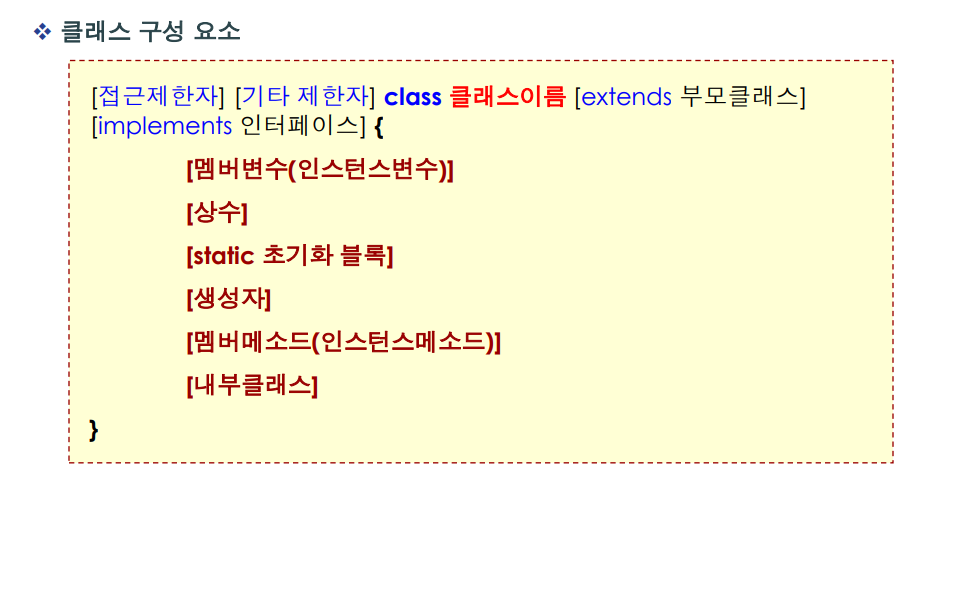 ❖ 클래스 구성 요소
[접근제한자] [기타 제한자] class 클래스이름 [extends 부모클래스]
[implements 인터페이스] {
[멤버변수(인스턴스변수)]
[상수]
[static 초기화 블록]
[생성자]
[멤버메소드(인스턴스메소드)]
[내부클래스]
}